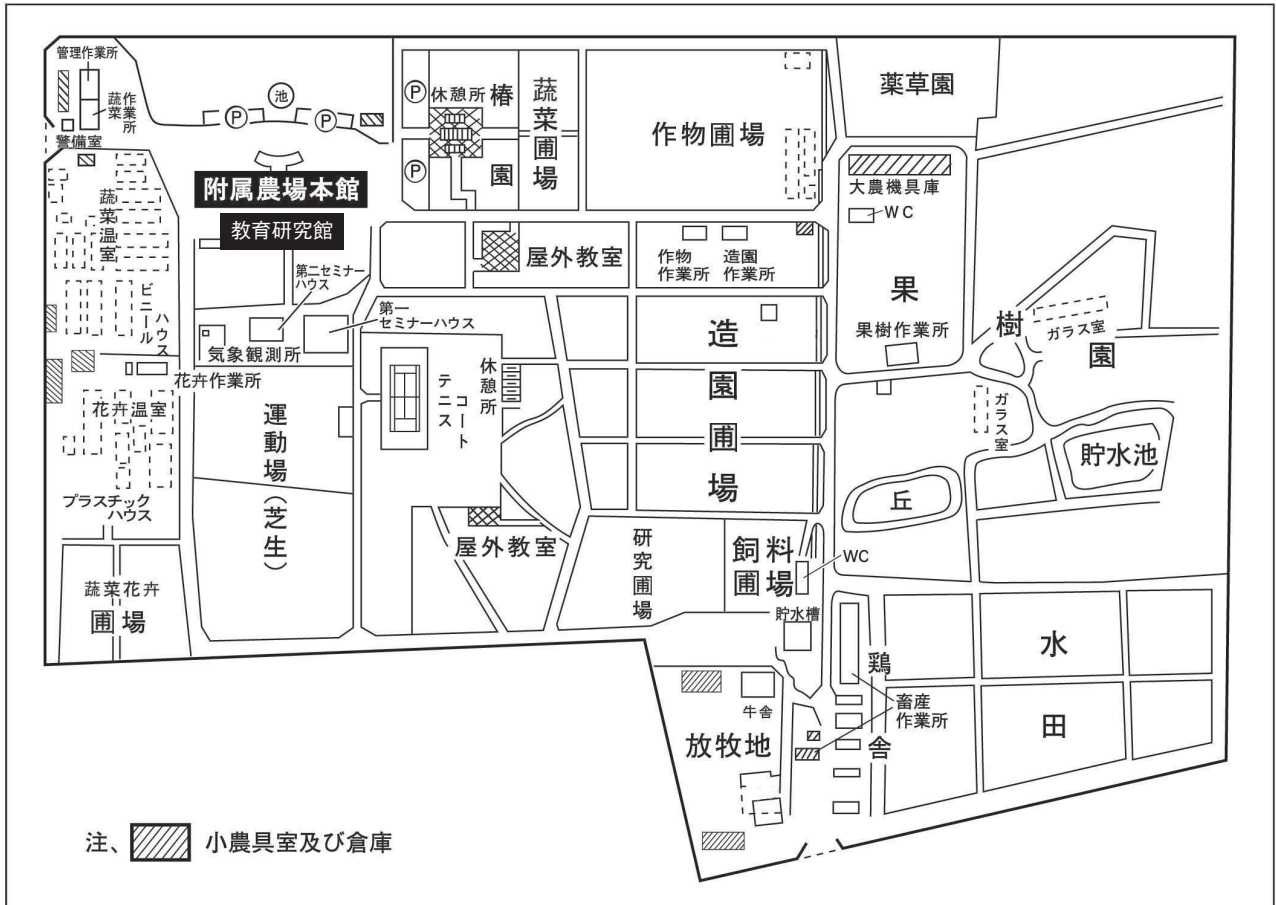 管理作業所
蔬菜
作業所
警備室
池
P
P
P
P
休憩所
椿園
蔬菜圃場
作物圃場
薬草園
大農機具庫
WC
附属農場本館
教育研究館
蔬菜温室
ビニール
ハウス
第二セミナー
ハウス
第一
セミナーハウス
気象観測所
屋外教室
作物
作業所
造園
作業所
果樹園
果樹作業所
ガラス室
ガラス室
花卉作業所
花卉温室
プラスチック
ハウス
運動場(芝生)
テニス
コート
休憩所
造園圃場
貯水池
丘
屋外教室
研究圃場
飼料
圃場
WC
貯水槽
蔬菜花卉
圃場
牛舎
放牧地
鶏舎
畜産
作業所
水田
注、 小農具室及び倉庫